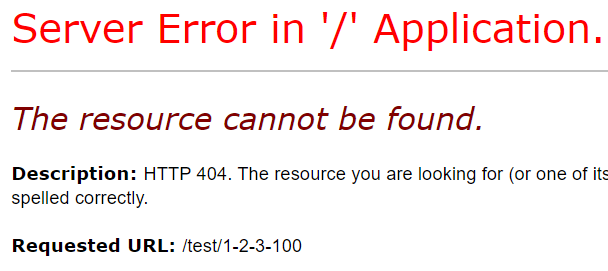 Server Error in '/' Application.
The resource cannot be found.
Description: HTTP 404. The resource you are looking for (or one of its
spelled correctly.
Requested URL: /test/1-2-3-100